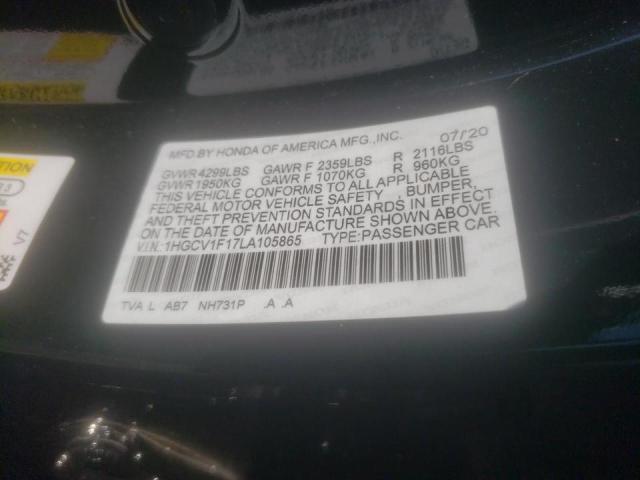 MFD.BY HONDA OF AMERICA MFG.,INC. 07/20
GVWR 4299LBS GAWR F 2359LBS R 2116LBS
GVWR 1950KG GAWR F 1070KG R 960KG
THIS VEHICLE CONFORMS TO ALL APPLICABLE
FEDERAL MOTOR VEHICLE SAFETY , BUMPER,
AND THEFT PREVENTION STANDARDS IN EFFECT
ON THE DATE OF MANUFACTURE SHOWN ABOVE.
V.I.N.:1HGCV1F17LA105865 TYPE:PASSENGER CAR
TVA L AB7 NH731P .A .A
TION
V7